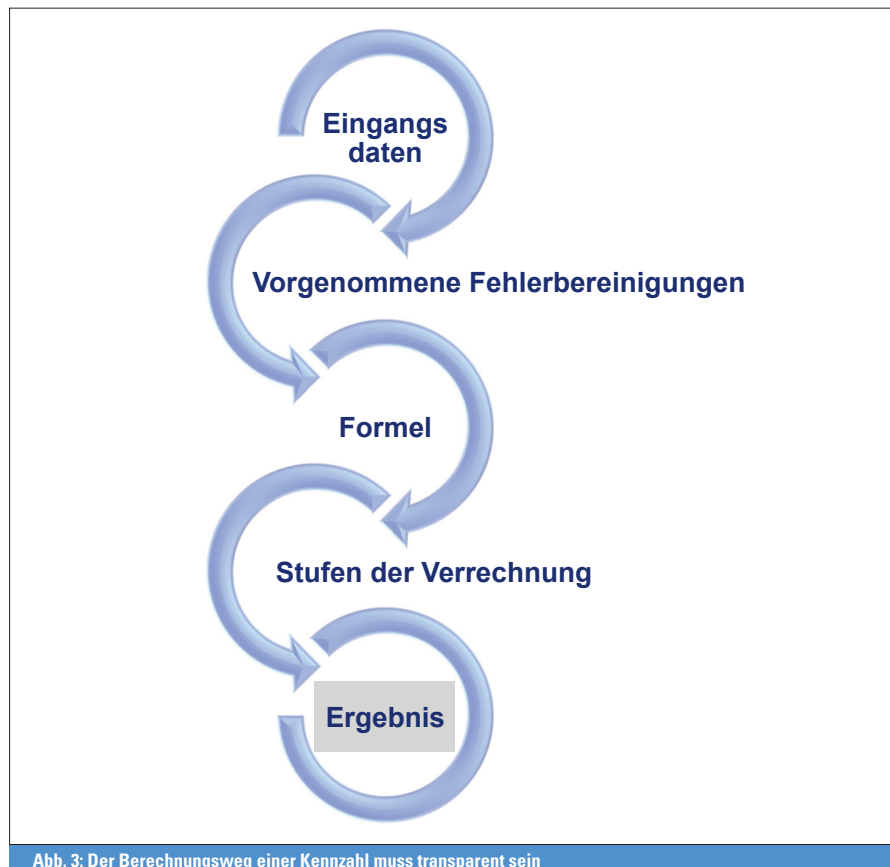 Eingangs
daten
Vorgenommene Fehlerbereinigungen
Formel
Stufen der Verrechnung
Ergebnis
Abb. 3: Der Berechnungsweg einer Kennzahl muss transparent sein